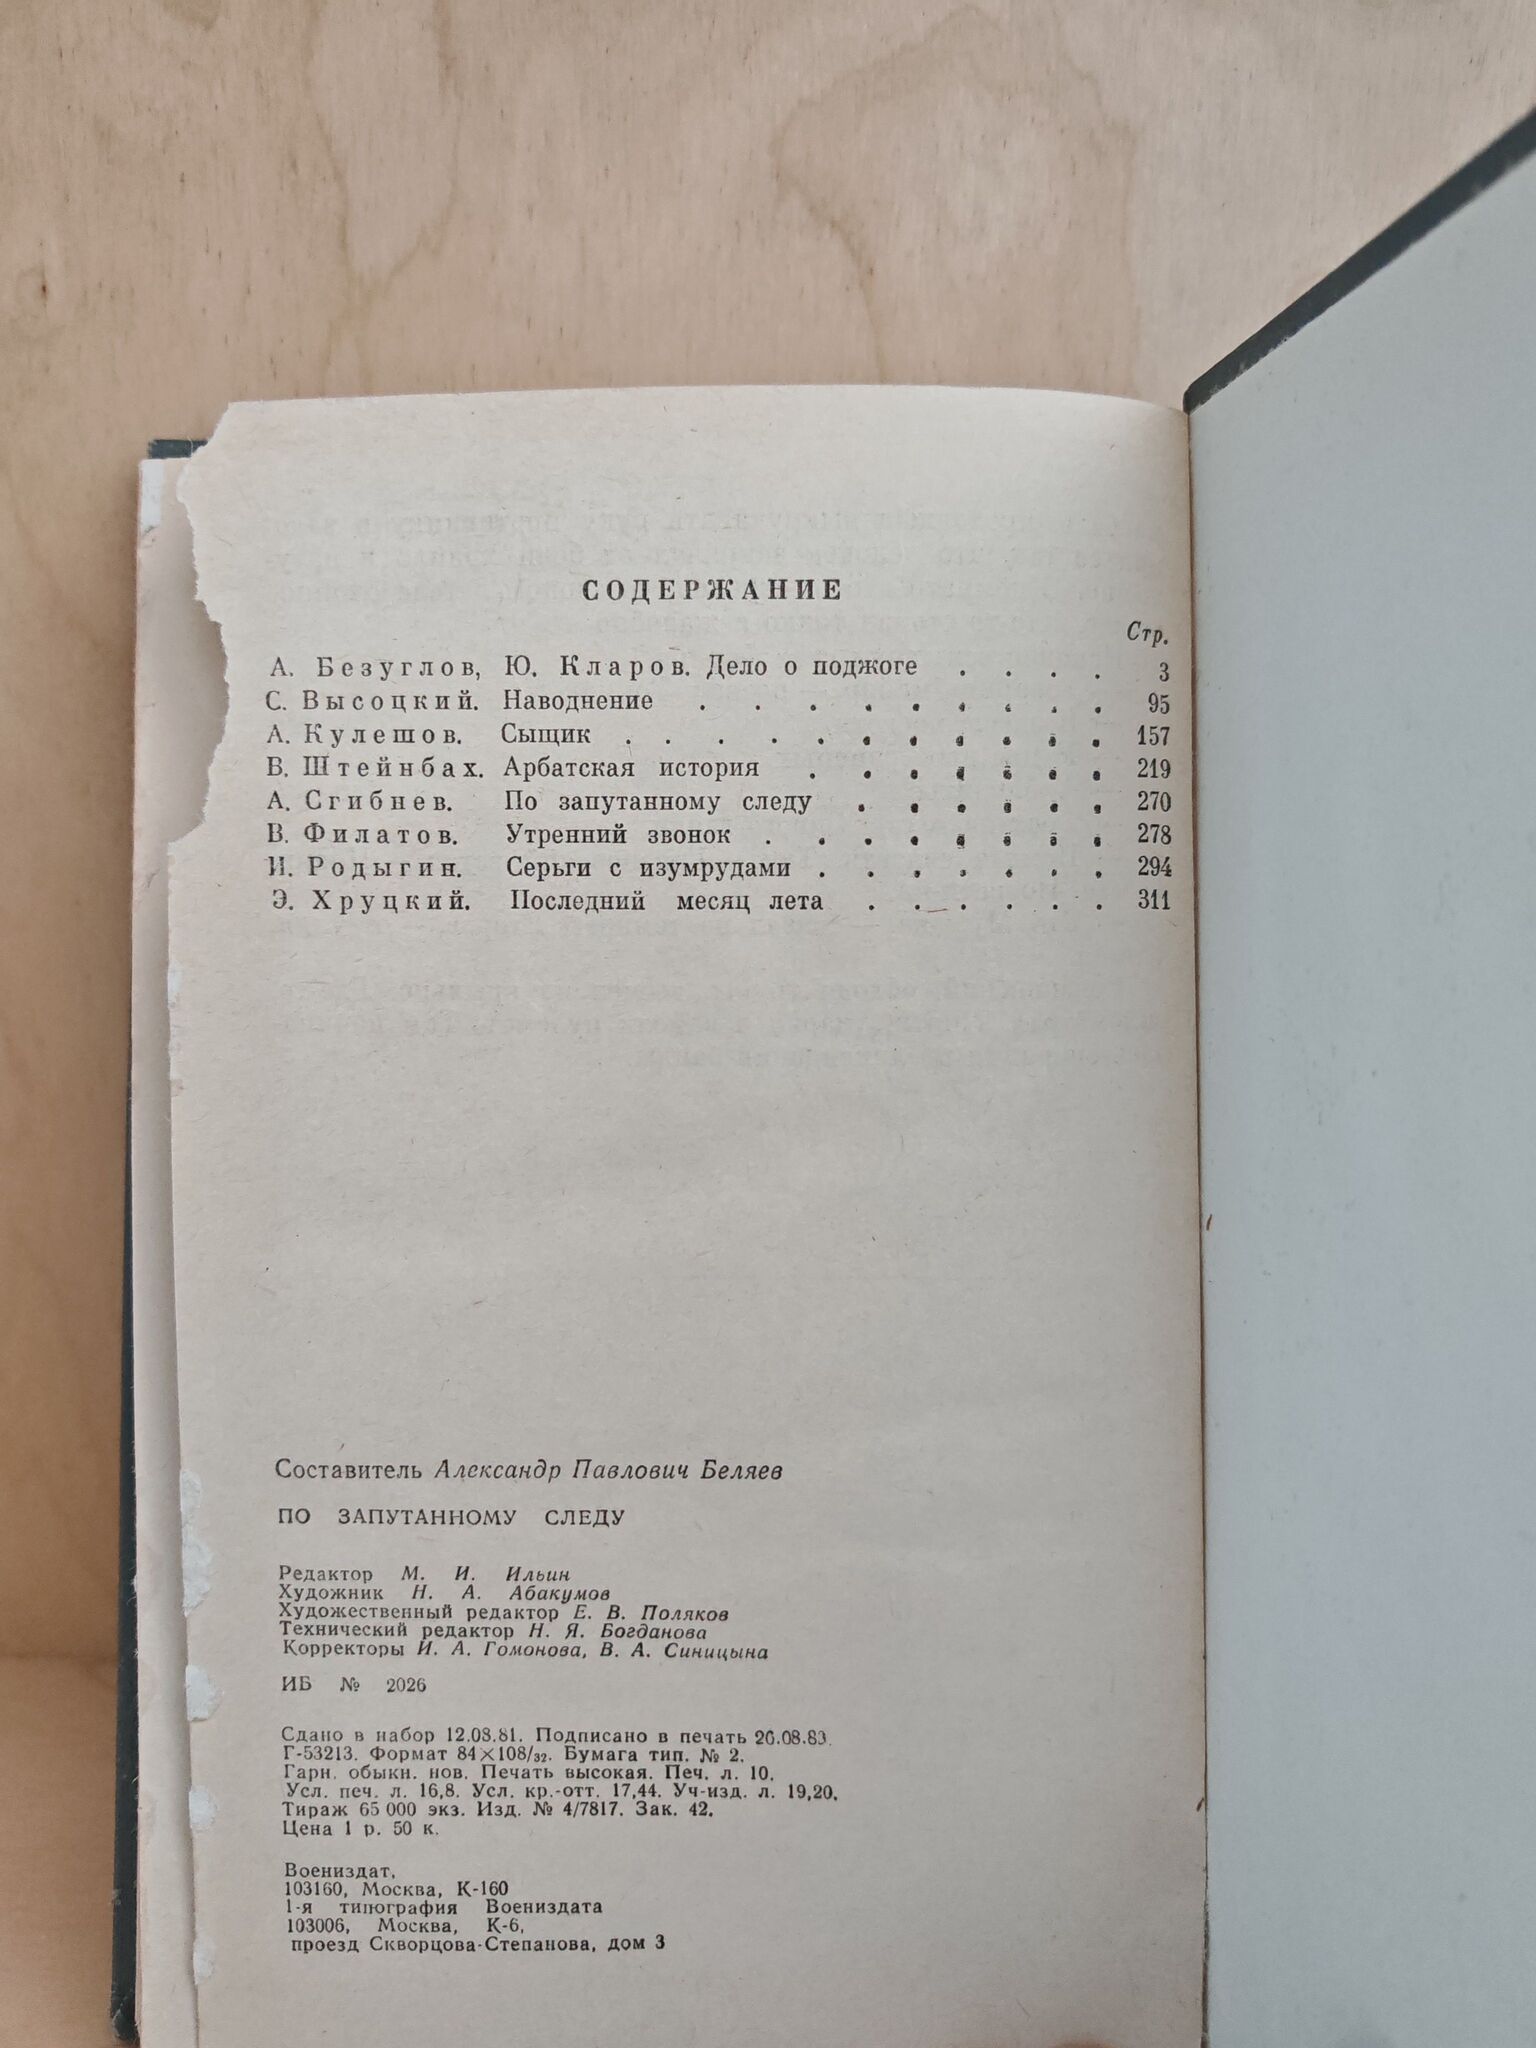 СОДЕРЖАНИЕ
Стр.
А. Безуглов, Ю. Кларов. Дело о поджоге . . . . 3
С. Высоцкий. Наводнение . . . . . . . . . 95
А. Кулешов. Сыщик . . . . . . . . . . . 157
В. Штейнбах. Арбатская история . . . . . . . 219
А. Сгибнев. По запутанному следу . . . . . . 270
В. Филатов. Утренний звонок . . . . . . . . 278
И. Родыгин. Серьги с изумрудами . . . . . . . 294
Э. Хруцкий. Последний месяц лета . . . . . . 311
Составитель Александр Павлович Беляев
ПО ЗАПУТАННОМУ СЛЕДУ
Редактор М. И. Ильин
Художник Н. А. Абакумов
Художественный редактор Е. В. Поляков
Технический редактор Н. Я. Богданова
Корректоры И. А. Гомонова, В. А. Синицына
ИБ № 2026
Сдано в набор 12.03.81. Подписано в печать
Г-53213. Формат 84×108/32. Бумага тип. № 2.
Гарн. обыкн. нов. Печать высокая. Печ. л. 10.
Усл. печ. л. 16,8. Усл. кр.-отт. 17,44. Уч-изд. л. 19,20.
Тираж 65 000 экз. Изд. № 4/7817. Зак. 42.
Цена 1 р. 50 к.
Воениздат,
103160, Москва, К-160
1-я типография Воениздата
103006, Москва, К-6,
проезд Скворцова-Степанова, дом 3